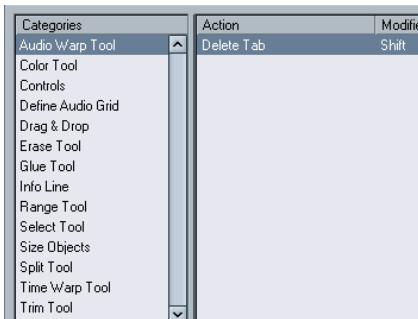 Categories Action Modifie
Audio Warp Tool Delete Tab Shift
Color Tool
Controls
Define Audio Grid
Drag & Drop
Erase Tool
Glue Tool
Info Line
Range Tool
Select Tool
Size Objects
Split Tool
Time Warp Tool
Trim Tool